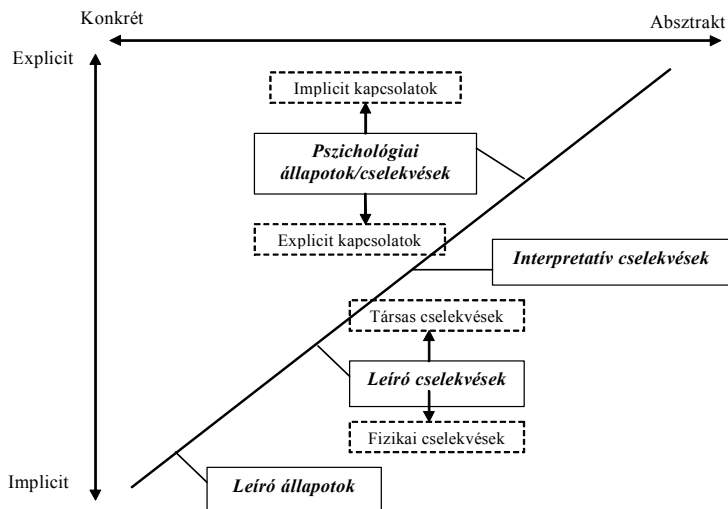 Konkrét
Absztrakt
Explicit
Implicit kapcsolatok
Pszichológiai
állapotok/cselekvések
Explicit kapcsolatok
Interpretatív cselekvések
Társas cselekvések
Leíró cselekvések
Fizikai cselekvések
Implicit
Leíró állapotok